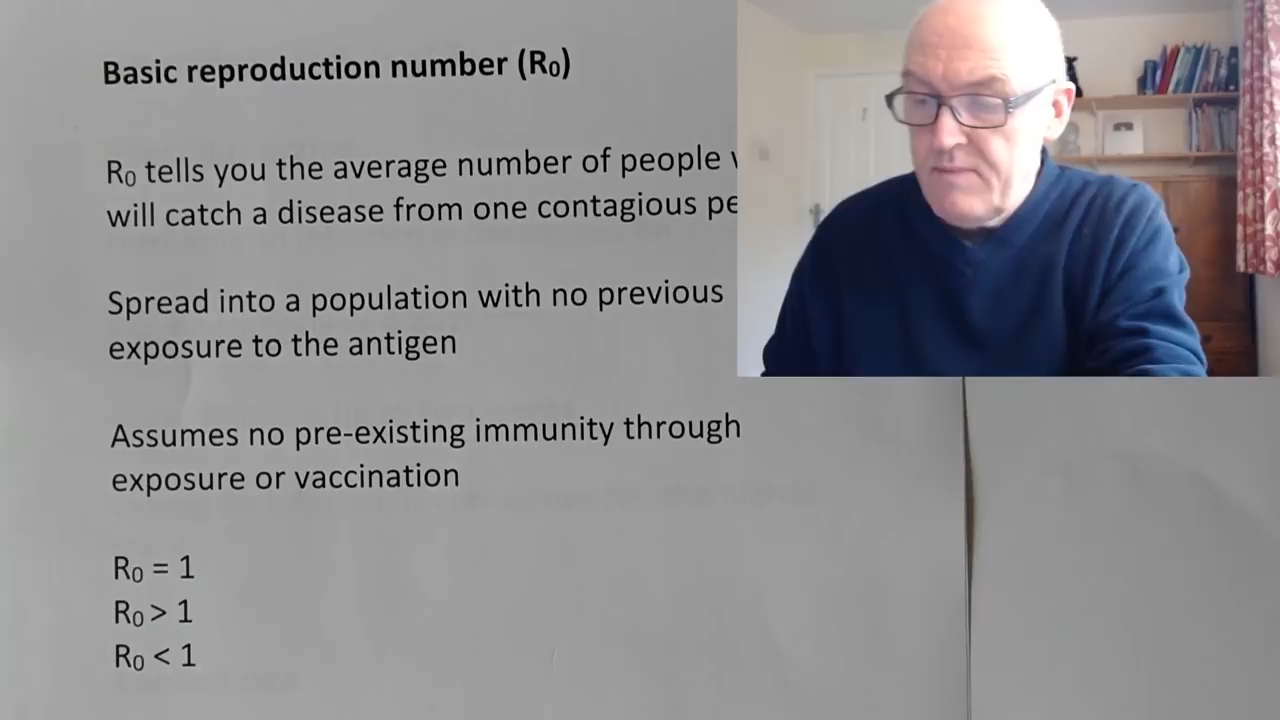 Basic reproduction number (R₀)
R₀ tells you the average number of people
will catch a disease from one contagious pe
Spread into a population with no previous
exposure to the antigen
Assumes no pre-existing immunity through
exposure or vaccination
R₀ = 1
R₀ > 1
R₀ < 1